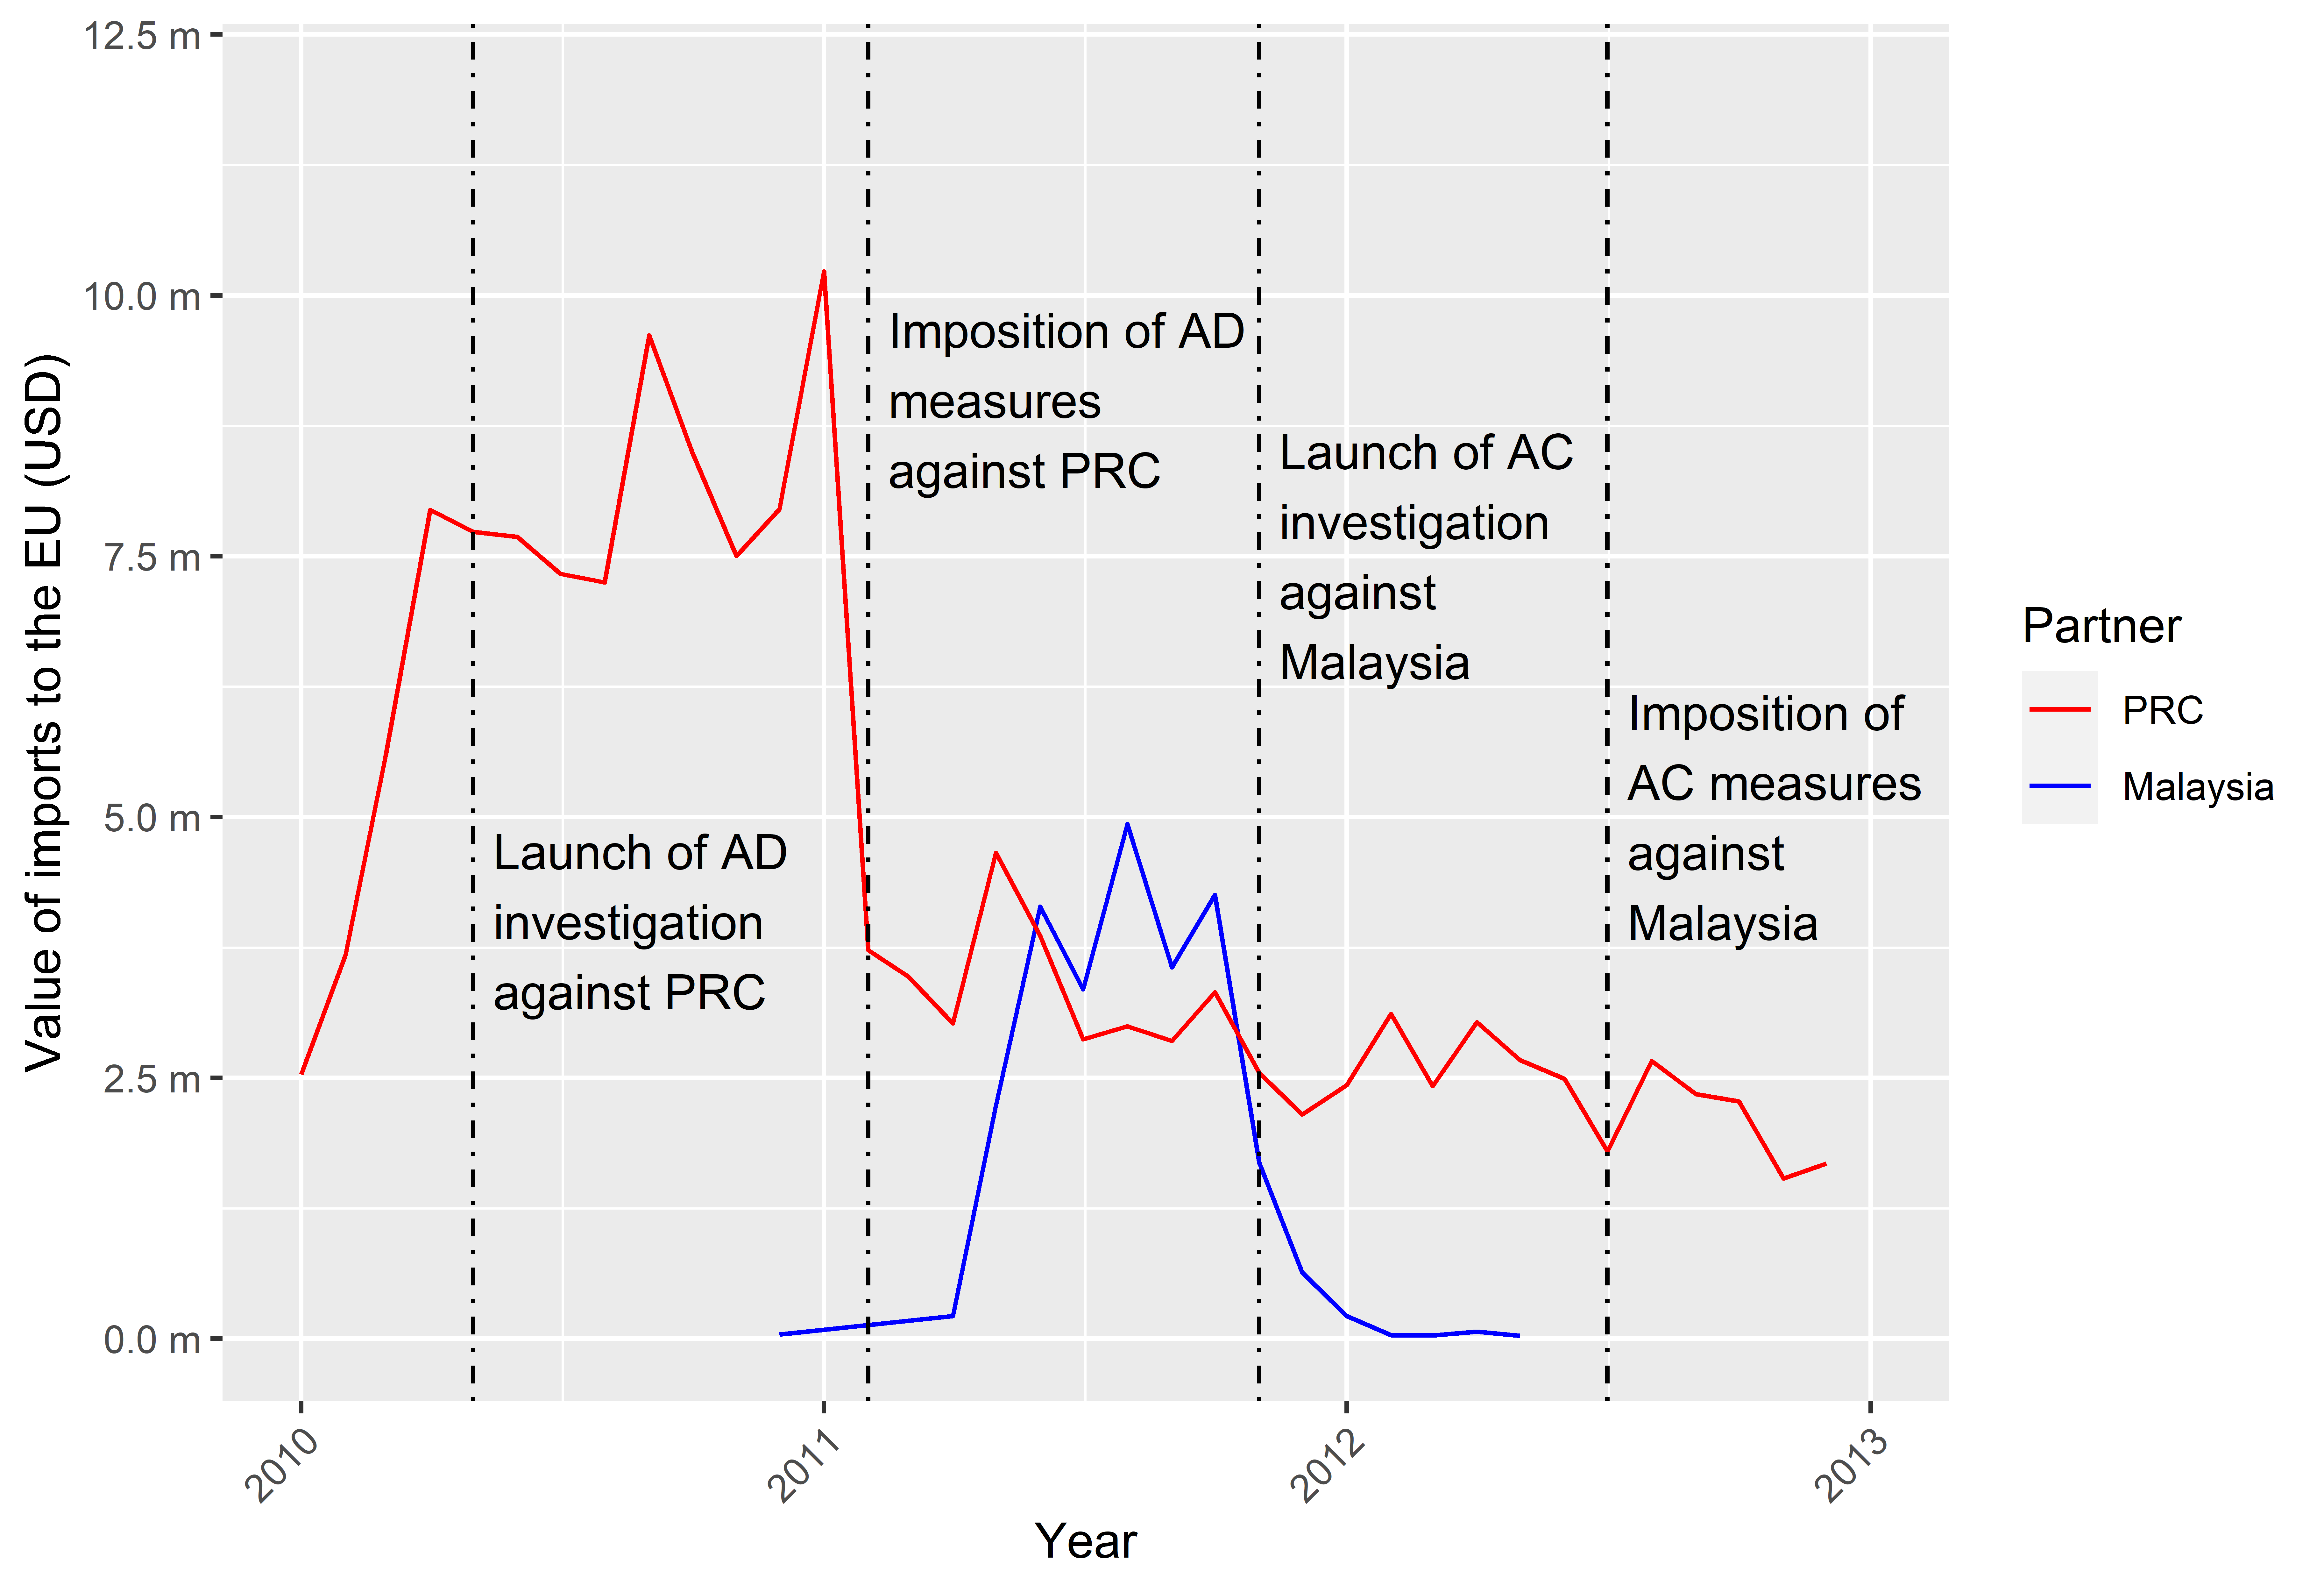 12.5 m
10.0 m
7.5 m
5.0 m
2.5 m
0.0 m
Value of imports to the EU (USD)
Launch of AD
investigation
against PRC
Imposition of AD
measures
against PRC
Launch of AC
investigation
against
Malaysia
Imposition of
AC measures
against
Malaysia
2010
2011
2012
2013
Year
Partner
PRC
Malaysia